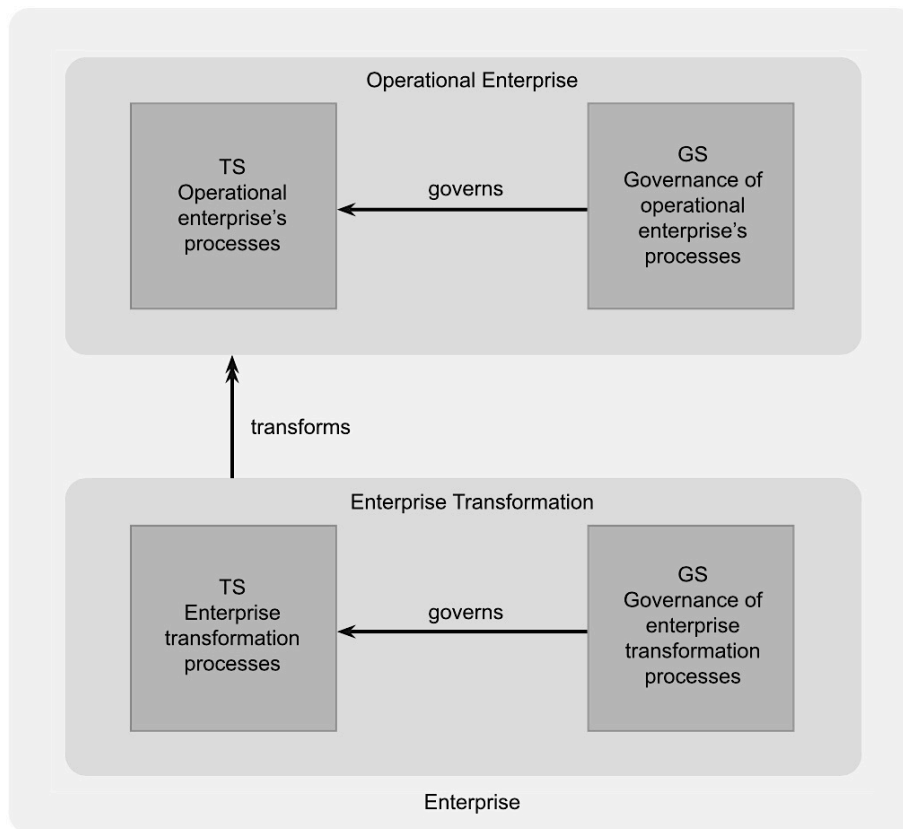 Operational Enterprise
TS
Operational
enterprise’s
processes
governs
GS
Governance of
operational
enterprise’s
processes
transforms
Enterprise Transformation
TS
Enterprise
transformation
processes
governs
GS
Governance of
enterprise
transformation
processes
Enterprise